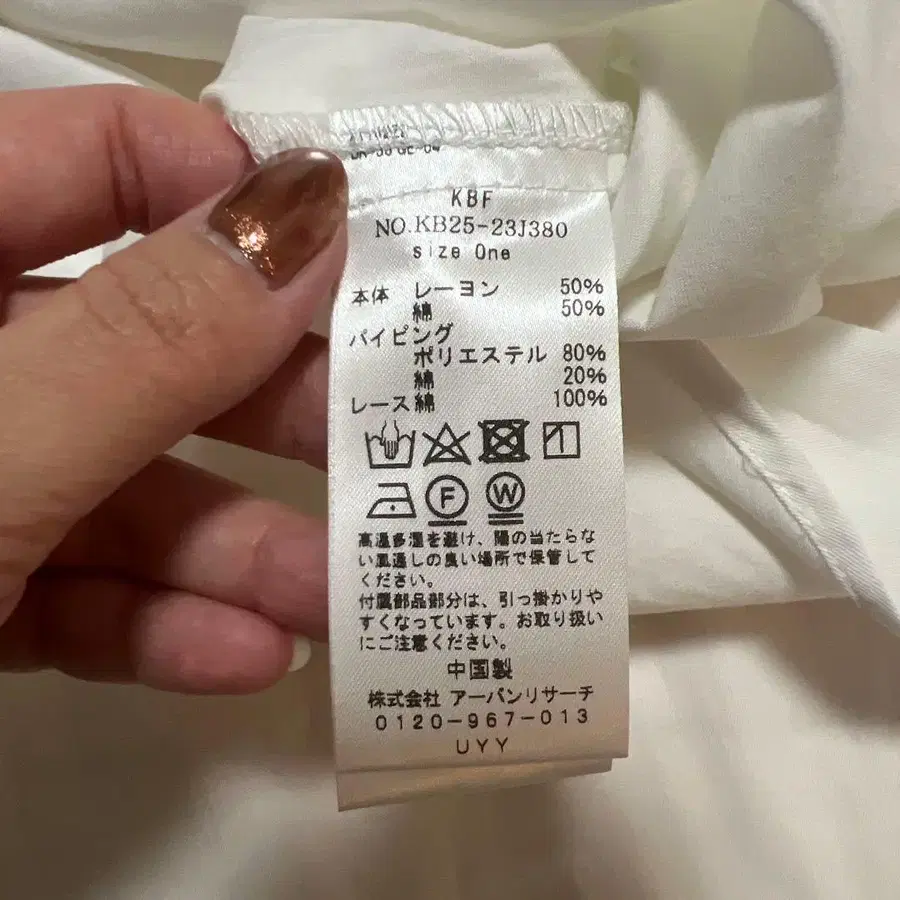 KBF
NO.KB25-23J380
size One
本体 レーヨン 50%
綿 50%
パイピング
ポリエステル 80%
綿 20%
レース 綿 100%
F W
高温多湿を避け、陽の当たらな
い風通しの良い場所で保管して
ください。
付属部品部分は、引っ掛かりや
すくなっています。お取り扱い
にご注意ください。
中国製
株式会社 アーバンリサーチ
0120-967-013
UYY